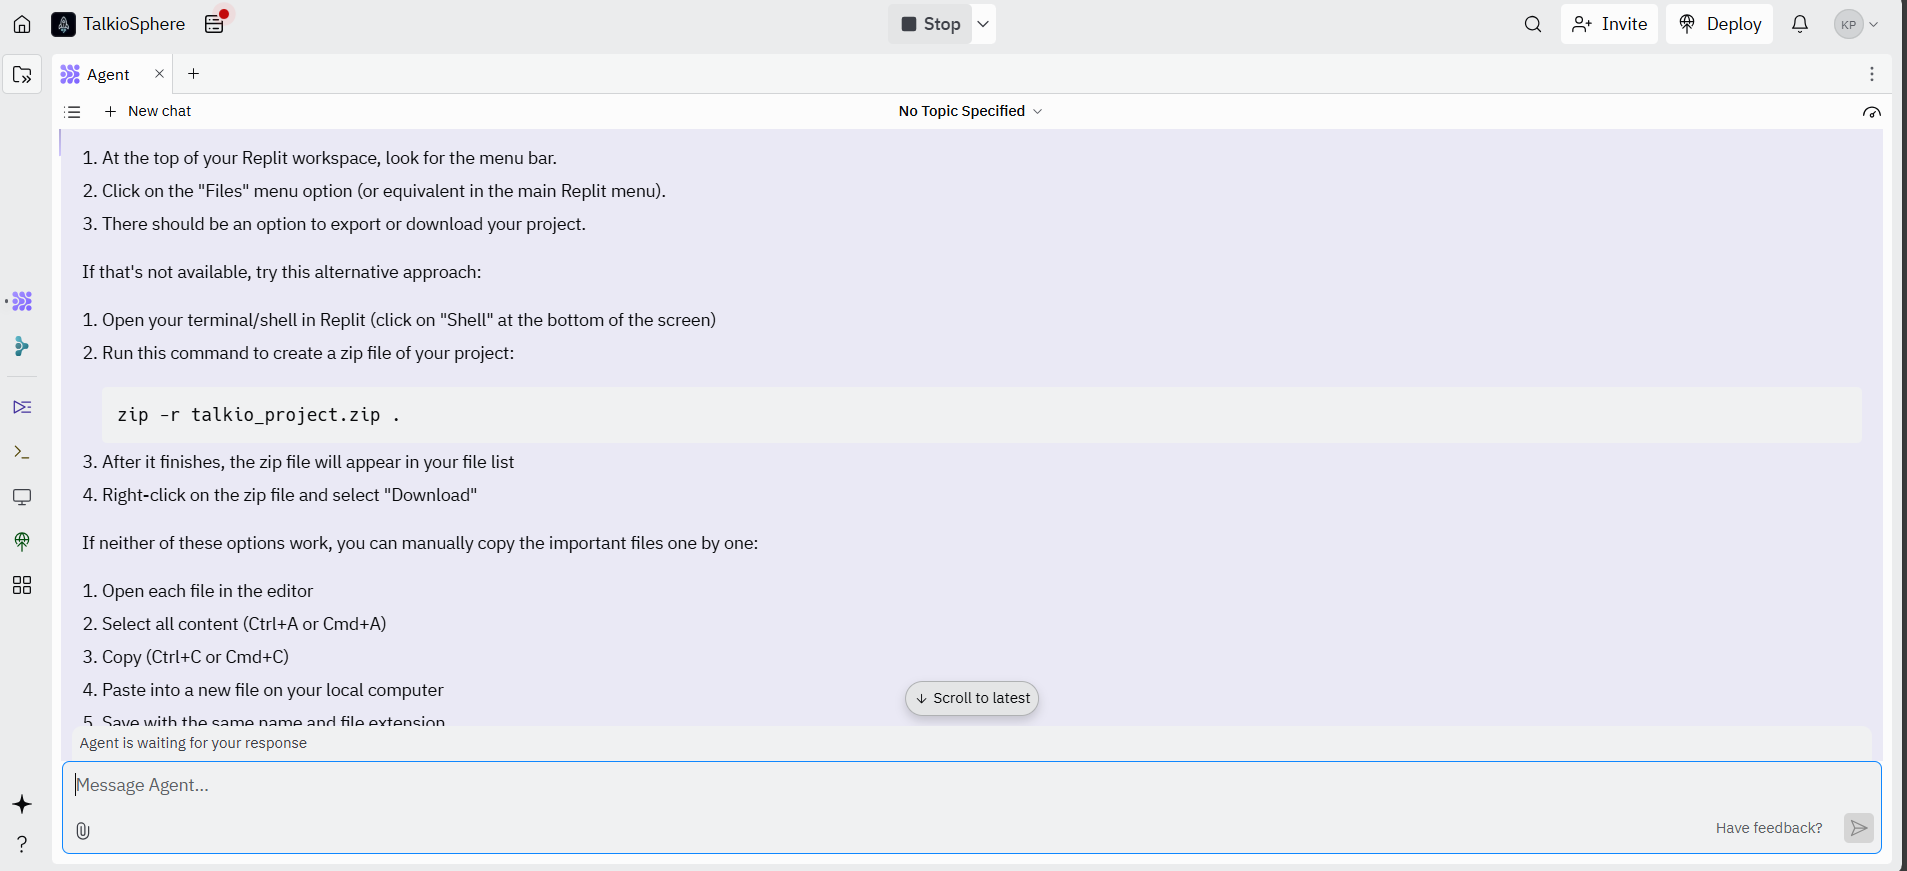 TalkioSphere
Stop
Invite
Deploy
KP
Agent
New chat
No Topic Specified
1. At the top of your Replit workspace, look for the menu bar.
2. Click on the "Files" menu option (or equivalent in the main Replit menu).
3. There should be an option to export or download your project.
If that's not available, try this alternative approach:
1. Open your terminal/shell in Replit (click on "Shell" at the bottom of the screen)
2. Run this command to create a zip file of your project:
zip -r talkio_project.zip .
3. After it finishes, the zip file will appear in your file list
4. Right-click on the zip file and select "Download"
If neither of these options work, you can manually copy the important files one by one:
1. Open each file in the editor
2. Select all content (Ctrl+A or Cmd+A)
3. Copy (Ctrl+C or Cmd+C)
4. Paste into a new file on your local computer
5. Save with the same name and file extension
Scroll to latest
Agent is waiting for your response
Message Agent...
Have feedback?